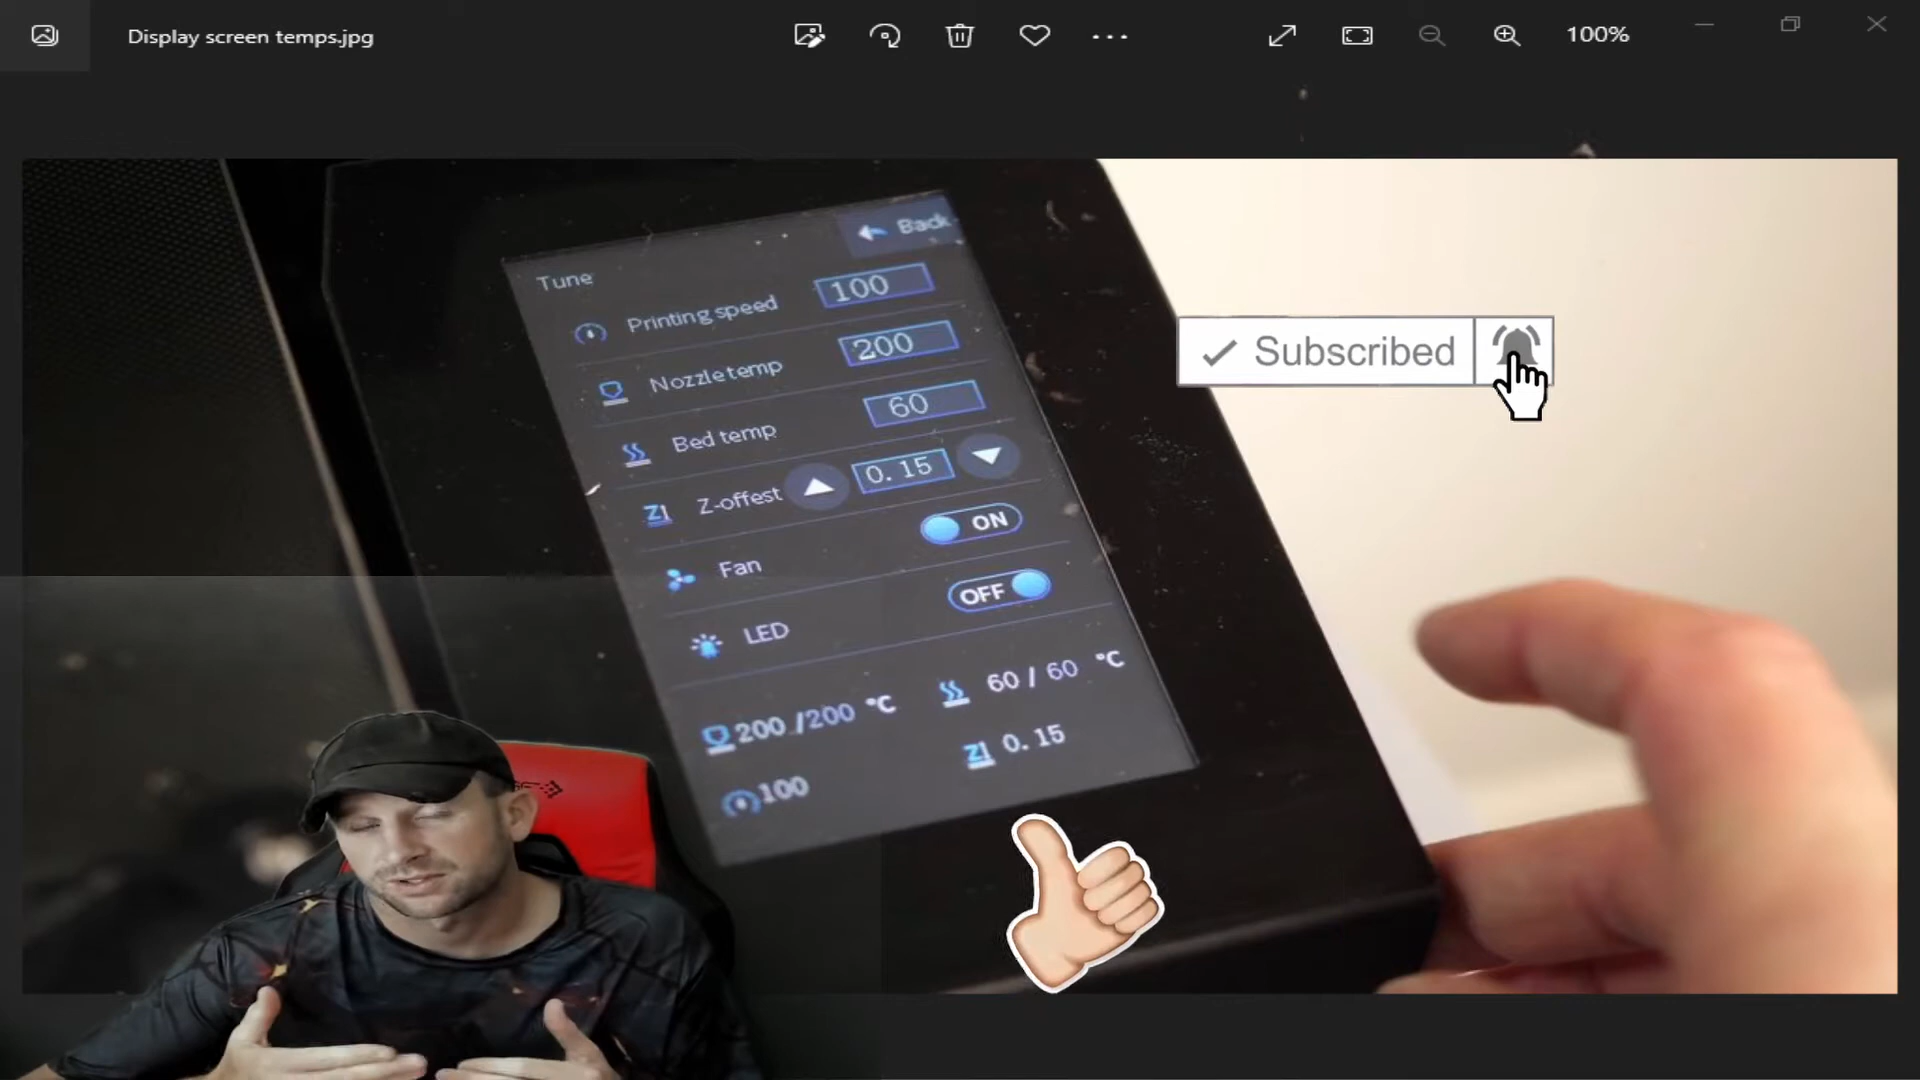 Display screen temps.jpg
100%
Back
Tune
Printing speed 100
Nozzle temp 200
Bed temp 60
Z-offest 0.15
Fan ON
LED OFF
200 /200 °C 60 / 60 °C
100 0.15
Subscribed